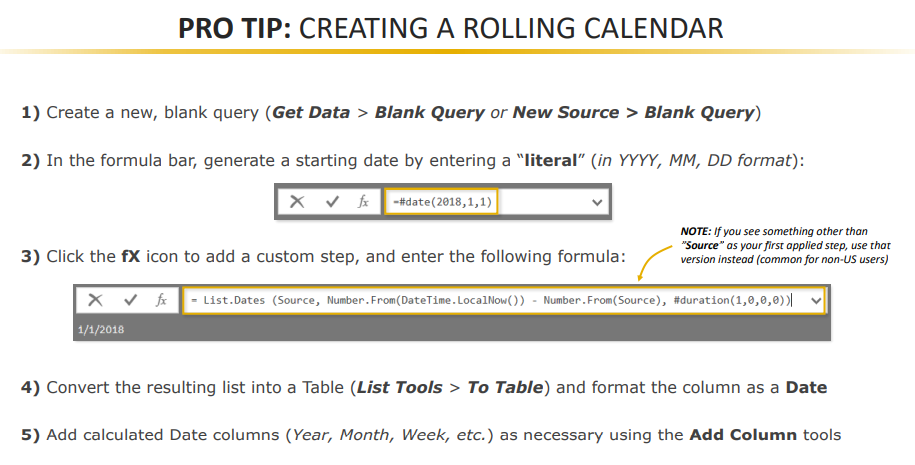 PRO TIP: CREATING A ROLLING CALENDAR
1) Create a new, blank query (Get Data > Blank Query or New Source > Blank Query)
2) In the formula bar, generate a starting date by entering a “literal” (in YYYY, MM, DD format):
fx =#date(2018,1,1)
NOTE: If you see something other than
“Source” as your first applied step, use that
version instead (common for non-US users)
3) Click the fX icon to add a custom step, and enter the following formula:
fx = List.Dates (Source, Number.From(DateTime.LocalNow()) - Number.From(Source), #duration(1,0,0,0))
1/1/2018
4) Convert the resulting list into a Table (List Tools > To Table) and format the column as a Date
5) Add calculated Date columns (Year, Month, Week, etc.) as necessary using the Add Column tools